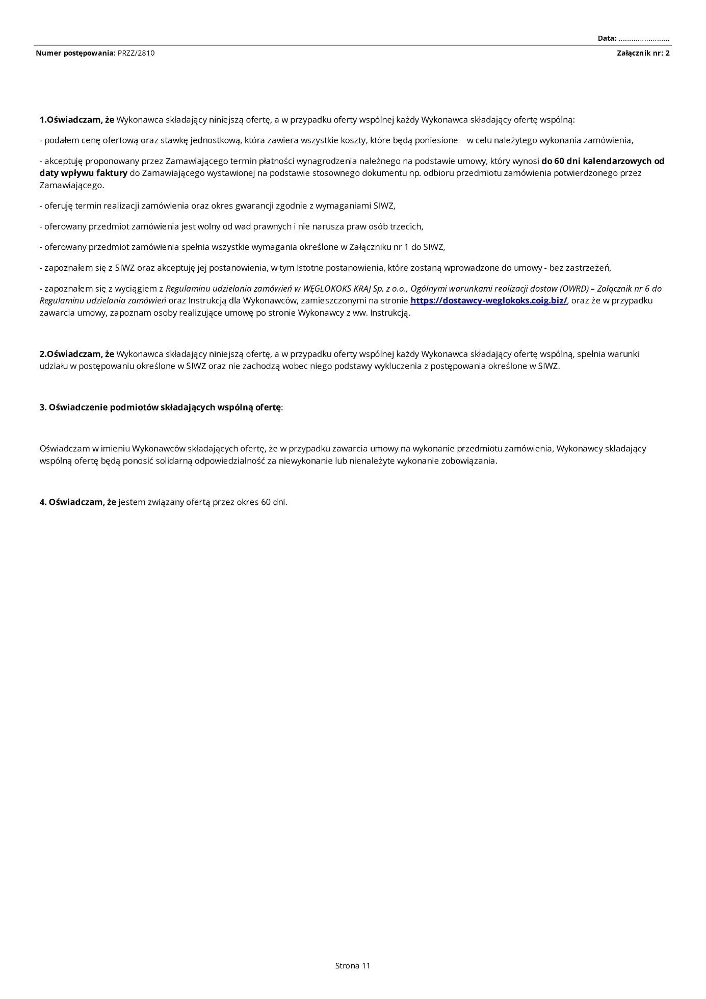 Data: ........................
Numer postępowania: PRZZ/2810
Załącznik nr: 2
1.Oświadczam, że Wykonawca składający niniejszą ofertę, a w przypadku oferty wspólnej każdy Wykonawca składający ofertę wspólną:
- podałem cenę ofertową oraz stawkę jednostkową, która zawiera wszystkie koszty, które będą poniesione    w celu należytego wykonania zamówienia,
- akceptuję proponowany przez Zamawiającego termin płatności wynagrodzenia należnego na podstawie umowy, który wynosi do 60 dni kalendarzowych od
daty wpływu faktury do Zamawiającego wystawionej na podstawie stosownego dokumentu np. odbioru przedmiotu zamówienia potwierdzonego przez
Zamawiającego.
- oferuję termin realizacji zamówienia oraz okres gwarancji zgodnie z wymaganiami SIWZ,
- oferowany przedmiot zamówienia jest wolny od wad prawnych i nie narusza praw osób trzecich,
- oferowany przedmiot zamówienia spełnia wszystkie wymagania określone w Załączniku nr 1 do SIWZ,
- zapoznałem się z SIWZ oraz akceptuję jej postanowienia, w tym Istotne postanowienia, które zostaną wprowadzone do umowy - bez zastrzeżeń,
- zapoznałem się z wyciągiem z Regulaminu udzielania zamówień w WĘGLOKOKS KRAJ Sp. z o.o., Ogólnymi warunkami realizacji dostaw (OWRD) – Załącznik nr 6 do
Regulaminu udzielania zamówień oraz Instrukcją dla Wykonawców, zamieszczonymi na stronie https://dostawcy-weglokoks.coig.biz/, oraz że w przypadku
zawarcia umowy, zapoznam osoby realizujące umowę po stronie Wykonawcy z ww. Instrukcją.
2.Oświadczam, że Wykonawca składający niniejszą ofertę, a w przypadku oferty wspólnej każdy Wykonawca składający ofertę wspólną, spełnia warunki
udziału w postępowaniu określone w SIWZ oraz nie zachodzą wobec niego podstawy wykluczenia z postępowania określone w SIWZ.
3. Oświadczenie podmiotów składających wspólną ofertę:
Oświadczam w imieniu Wykonawców składających ofertę, że w przypadku zawarcia umowy na wykonanie przedmiotu zamówienia, Wykonawcy składający
wspólną ofertę będą ponosić solidarną odpowiedzialność za niewykonanie lub nienależyte wykonanie zobowiązania.
4. Oświadczam, że jestem związany ofertą przez okres 60 dni.
Strona 11